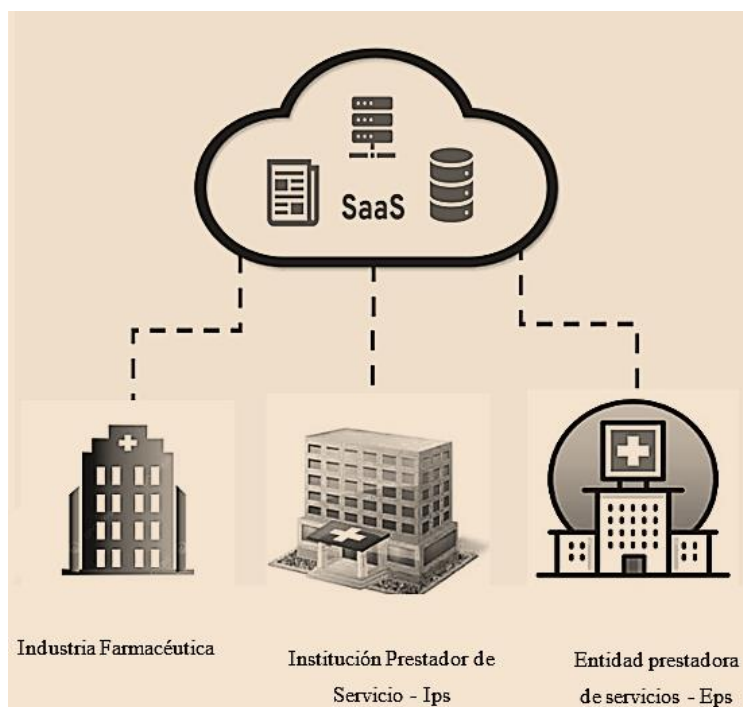 SaaS
Industria Farmacéutica
Institución Prestador de
Servicio - Ips
Entidad prestadora
de servicios - Eps